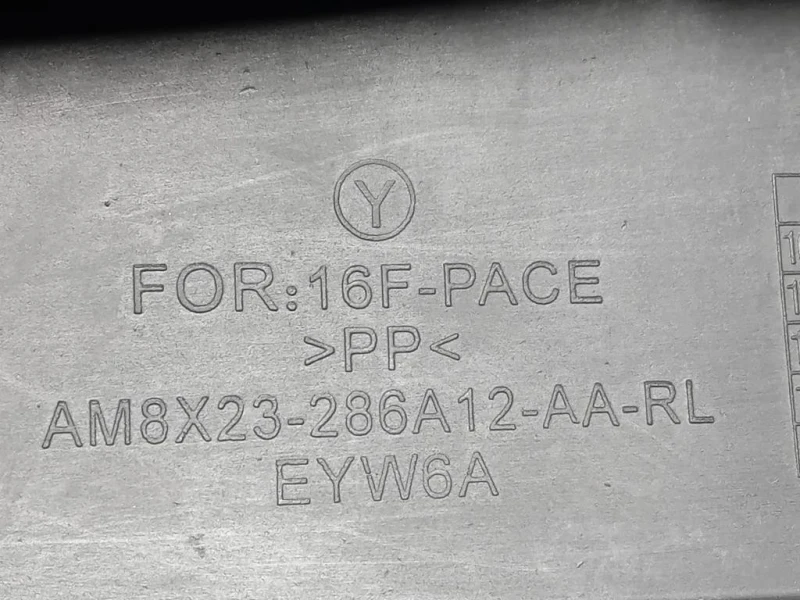 Y
FOR:16F-PACE
>PP<
AM8X23-286A12-AA-RL
EYW6A